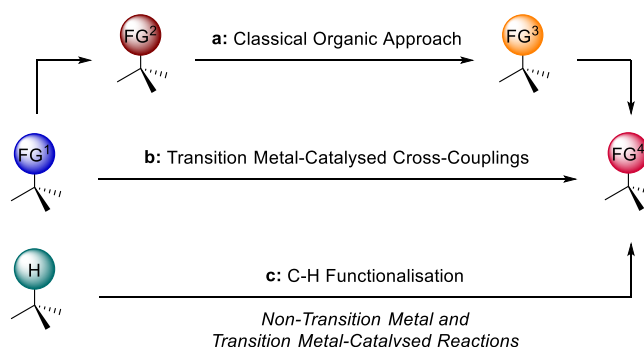 FG²
a: Classical Organic Approach
FG³
FG¹
b: Transition Metal-Catalysed Cross-Couplings
FG⁴
H
c: C-H Functionalisation
Non-Transition Metal and
Transition Metal-Catalysed Reactions